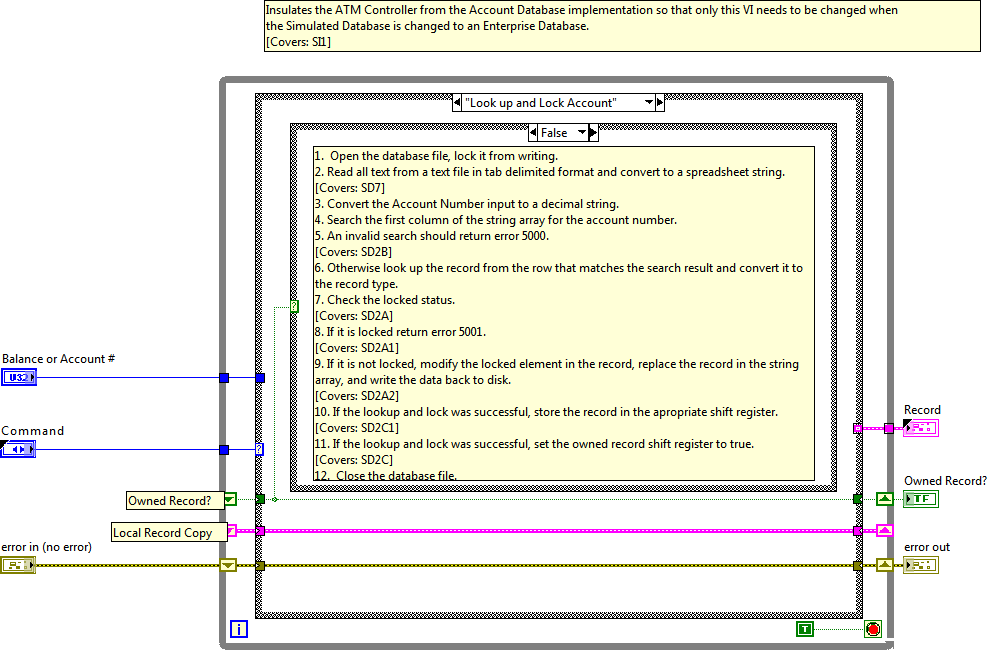 Insulates the ATM Controller from the Account Database implementation so that only this VI needs to be changed when
the Simulated Database is changed to an Enterprise Database.
[Covers: SI1]
"Look up and Lock Account"
False
1.  Open the database file, lock it from writing.
2. Read all text from a text file in tab delimited format and convert to a spreadsheet string.
[Covers: SD7]
3. Convert the Account Number input to a decimal string.
4. Search the first column of the string array for the account number.
5. An invalid search should return error 5000.
[Covers: SD2B]
6. Otherwise look up the record from the row that matches the search result and convert it to
the record type.
7. Check the locked status.
[Covers: SD2A]
8. If it is locked return error 5001.
[Covers: SD2A1]
9. If it is not locked, modify the locked element in the record, replace the record in the string
array, and write the data back to disk.
[Covers: SD2A2]
10. If the lookup and lock was successful, store the record in the apropriate shift register.
[Covers: SD2C1]
11. If the lookup and lock was successful, set the owned record shift register to true.
[Covers: SD2C]
12.  Close the database file.
Balance or Account #
U32
Command
?
?
Record
Owned Record?
Owned Record?
TF
Local Record Copy
error in (no error)
error out
i
T